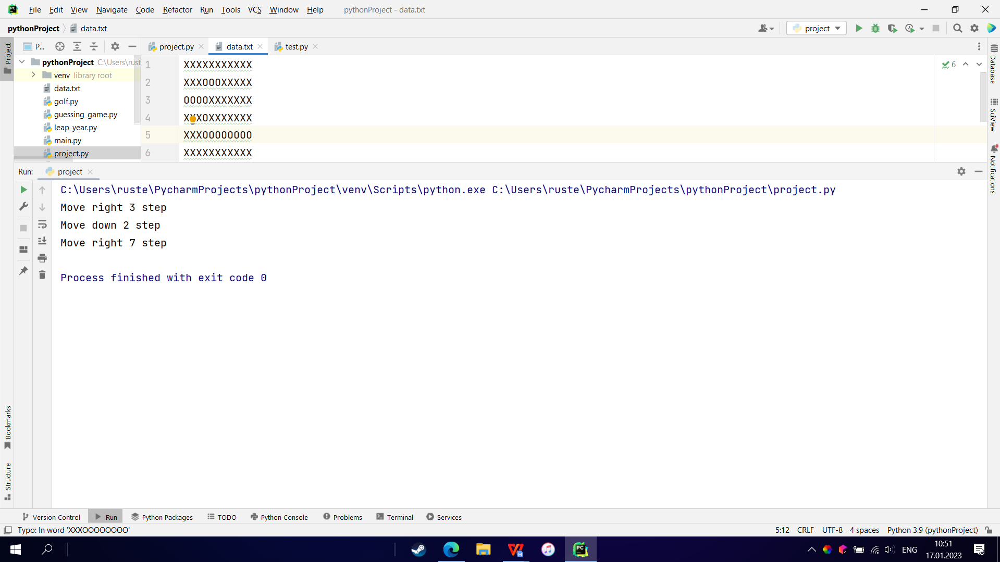 File Edit View Navigate Code Refactor Run Tools VCS Window Help pythonProject - data.txt
pythonProject data.txt project
Project P... project.py data.txt test.py
pythonProject C:\Users\rust
venv library root
data.txt
golf.py
guessing_game.py
leap_year.py
main.py
project.py
1 XXXXXXXXXXX
2 XXXOOOXXXXX
3 OOOOXXXXXXX
4 XXXOXXXXXXX
5 XXXOOOOOOOO
6 XXXXXXXXXXX
6
Database
SciView
Notifications
Run: project
C:\Users\ruste\PycharmProjects\pythonProject\venv\Scripts\python.exe C:\Users\ruste\PycharmProjects\pythonProject\project.py
Move right 3 step
Move down 2 step
Move right 7 step
Process finished with exit code 0
Bookmarks
Structure
Version Control Run Python Packages TODO Python Console Problems Terminal Services
Typo: In word 'XXXOOOOOOOO' 5:12 CRLF UTF-8 4 spaces Python 3.9 (pythonProject)
ENG 10:51
17.01.2023